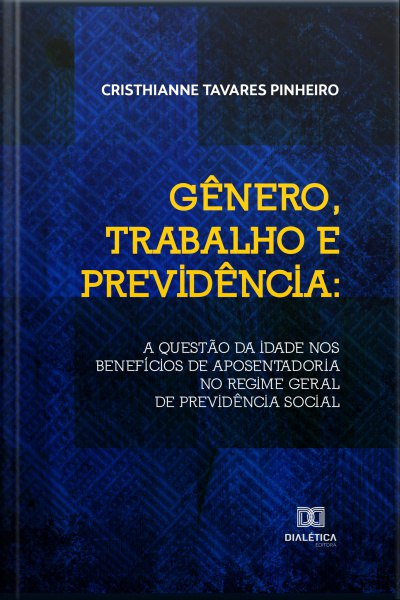 CRISTHIANNE TAVARES PINHEIRO
GÊNERO,
TRABALHO E
PREVIDÊNCIA:
A QUESTÃO DA IDADE NOS
BENEFÍCIOS DE APOSENTADORIA
NO REGIME GERAL
DE PREVIDÊNCIA SOCIAL
DIALÉTICA
EDITORA